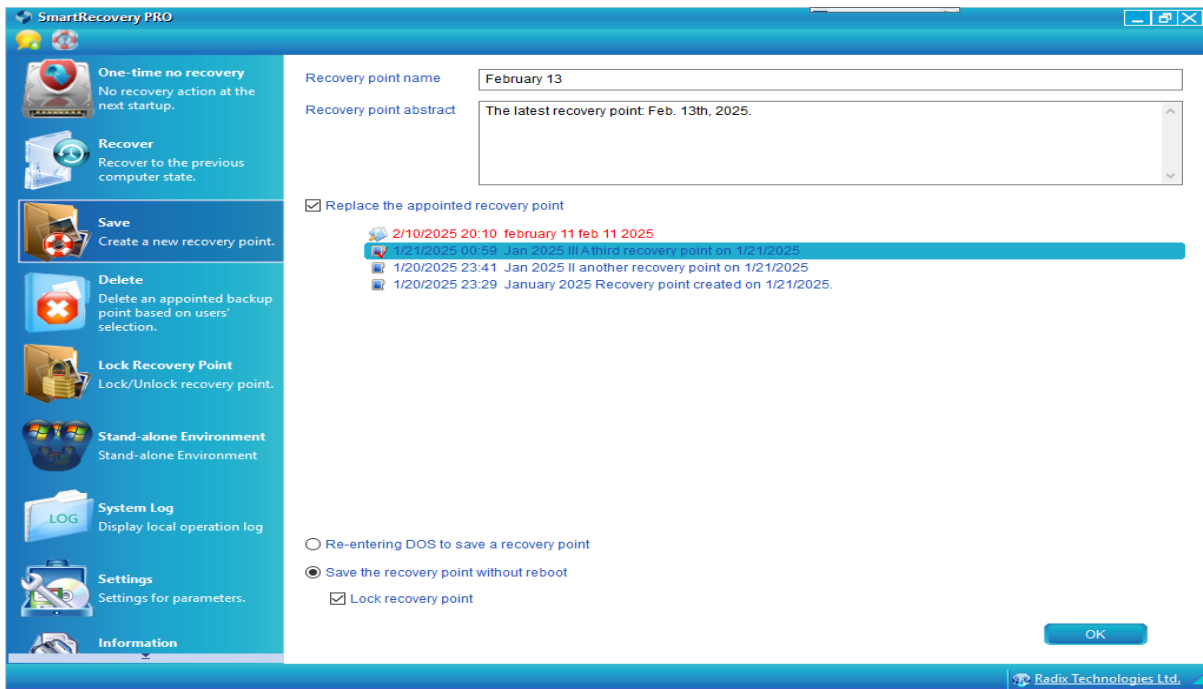 SmartRecovery PRO
One-time no recovery
No recovery action at the
next startup.
Recover
Recover to the previous
computer state.
Save
Create a new recovery point.
Delete
Delete an appointed backup
point based on users'
selection.
Lock Recovery Point
Lock/Unlock recovery point.
Stand-alone Environment
Stand-alone Environment
LOG
System Log
Display local operation log
Settings
Settings for parameters.
Information
Recovery point name
February 13
Recovery point abstract
The latest recovery point: Feb. 13th, 2025.
Replace the appointed recovery point
2/10/2025 20:10 february 11 feb 11 2025
1/21/2025 00:59 Jan 2025 III A third recovery point on 1/21/2025
1/20/2025 23:41 Jan 2025 II another recovery point on 1/21/2025
1/20/2025 23:29 January 2025 Recovery point created on 1/21/2025.
Re-entering DOS to save a recovery point
Save the recovery point without reboot
Lock recovery point
OK
Radix Technologies Ltd.